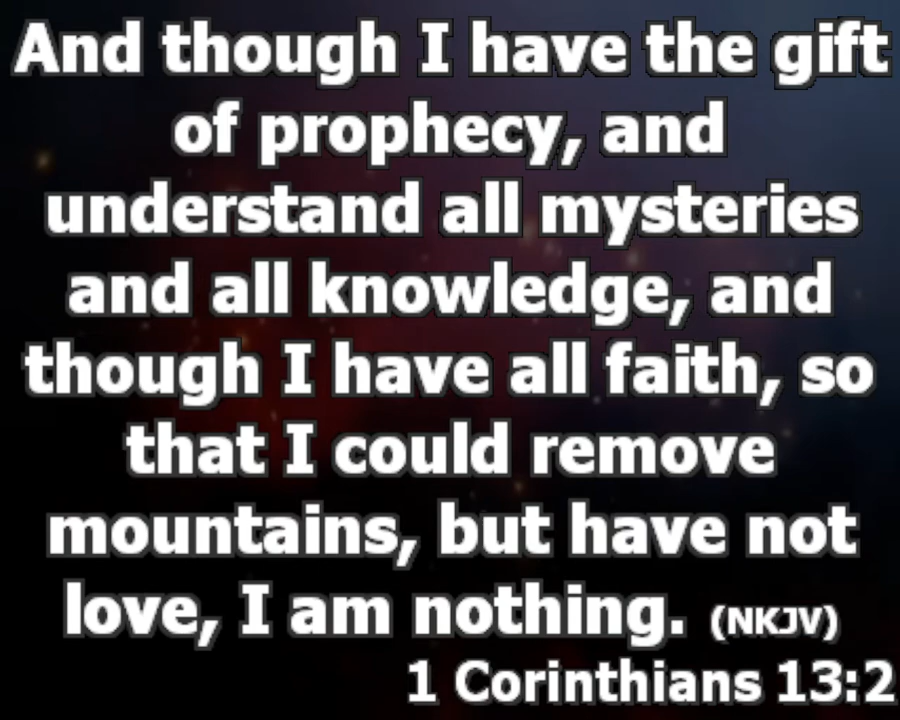 And though I have the gift
of prophecy, and
understand all mysteries
and all knowledge, and
though I have all faith, so
that I could remove
mountains, but have not
love, I am nothing. (NKJV)
1 Corinthians 13:2